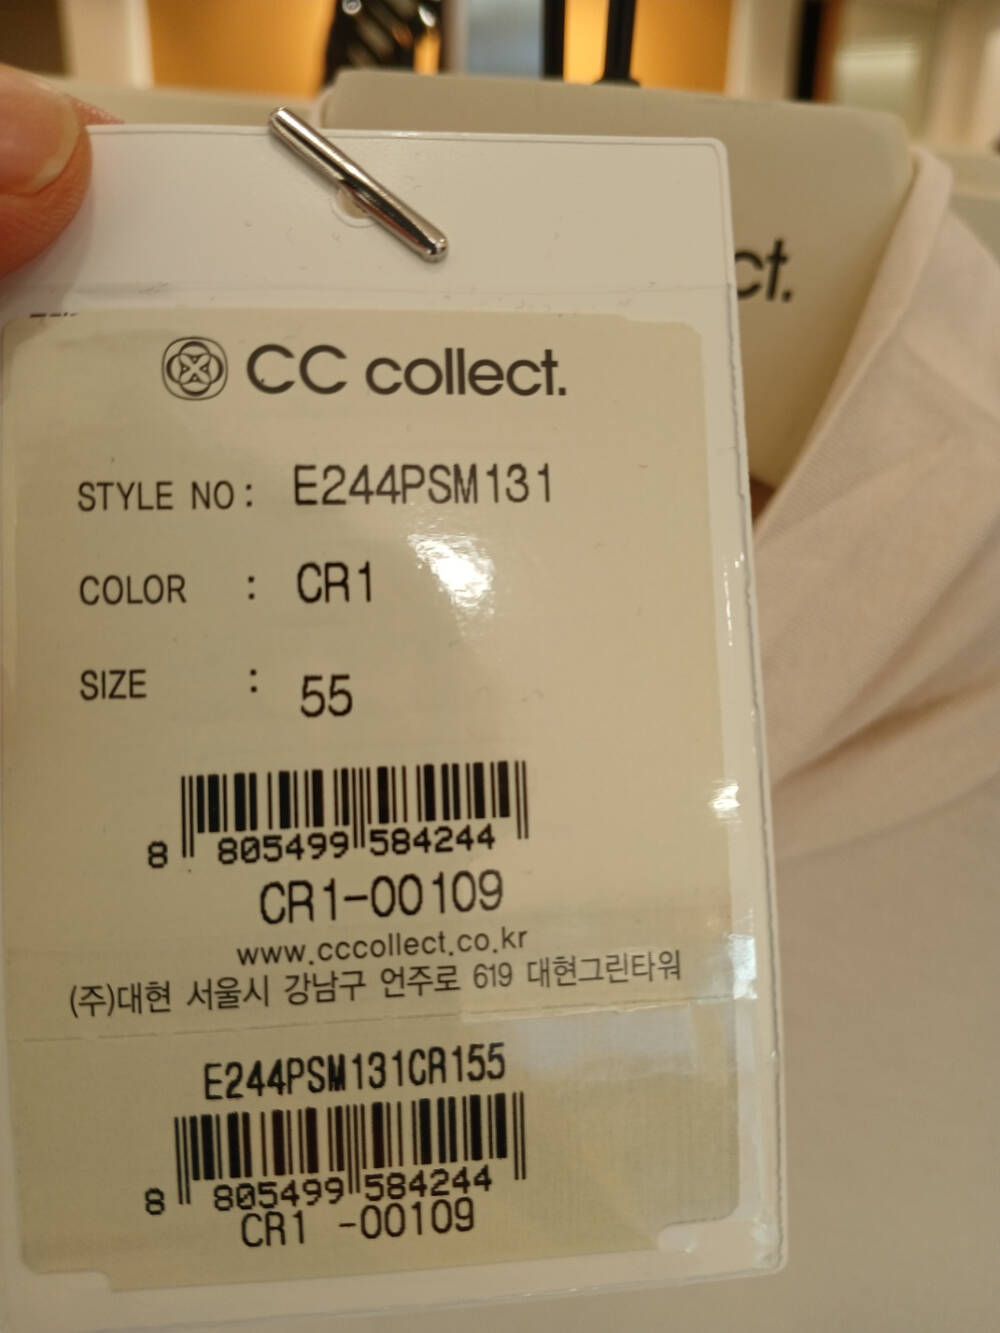 ct.
CC collect.
STYLE NO : E244PSM131
COLOR : CR1
SIZE : 55
8 805499 584244
CR1-00109
www.cccollect.co.kr
(주)대현 서울시 강남구 언주로 619 대현그린타워
E244PSM131CR155
8 805499 584244
CR1 -00109